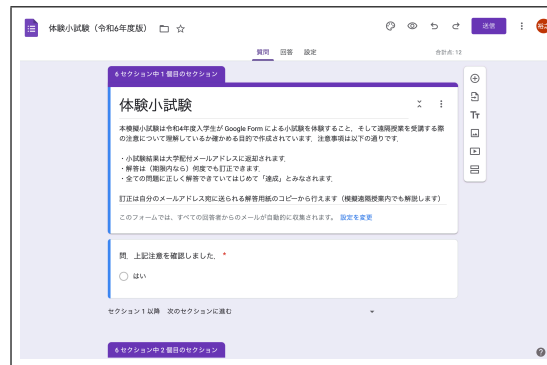 体験小試験（令和6年度版）
送信
裕之
質問 回答 設定
合計点: 12
6 セクション中 1 個目のセクション
体験小試験
本模擬小試験は令和4年度入学生が Google Form による小試験を体験すること，そして遠隔授業を受講する際
の注意について理解しているか確かめる目的で作成されています．注意事項は以下の通りです．
・小試験結果は大学配付メールアドレスに返却されます．
・解答は（期限内なら）何度でも訂正できます．
・全ての問題に正しく解答できていてはじめて「達成」とみなされます．
訂正は自分のメールアドレス宛に送られる解答用紙のコピーから行えます（模擬遠隔授業内でも解説します）
このフォームでは、すべての回答者からのメールが自動的に収集されます。 設定を変更
Tт
問．上記注意を確認しました． *
はい
セクション 1 以降 次のセクションに進む
6 セクション中 2 個目のセクション